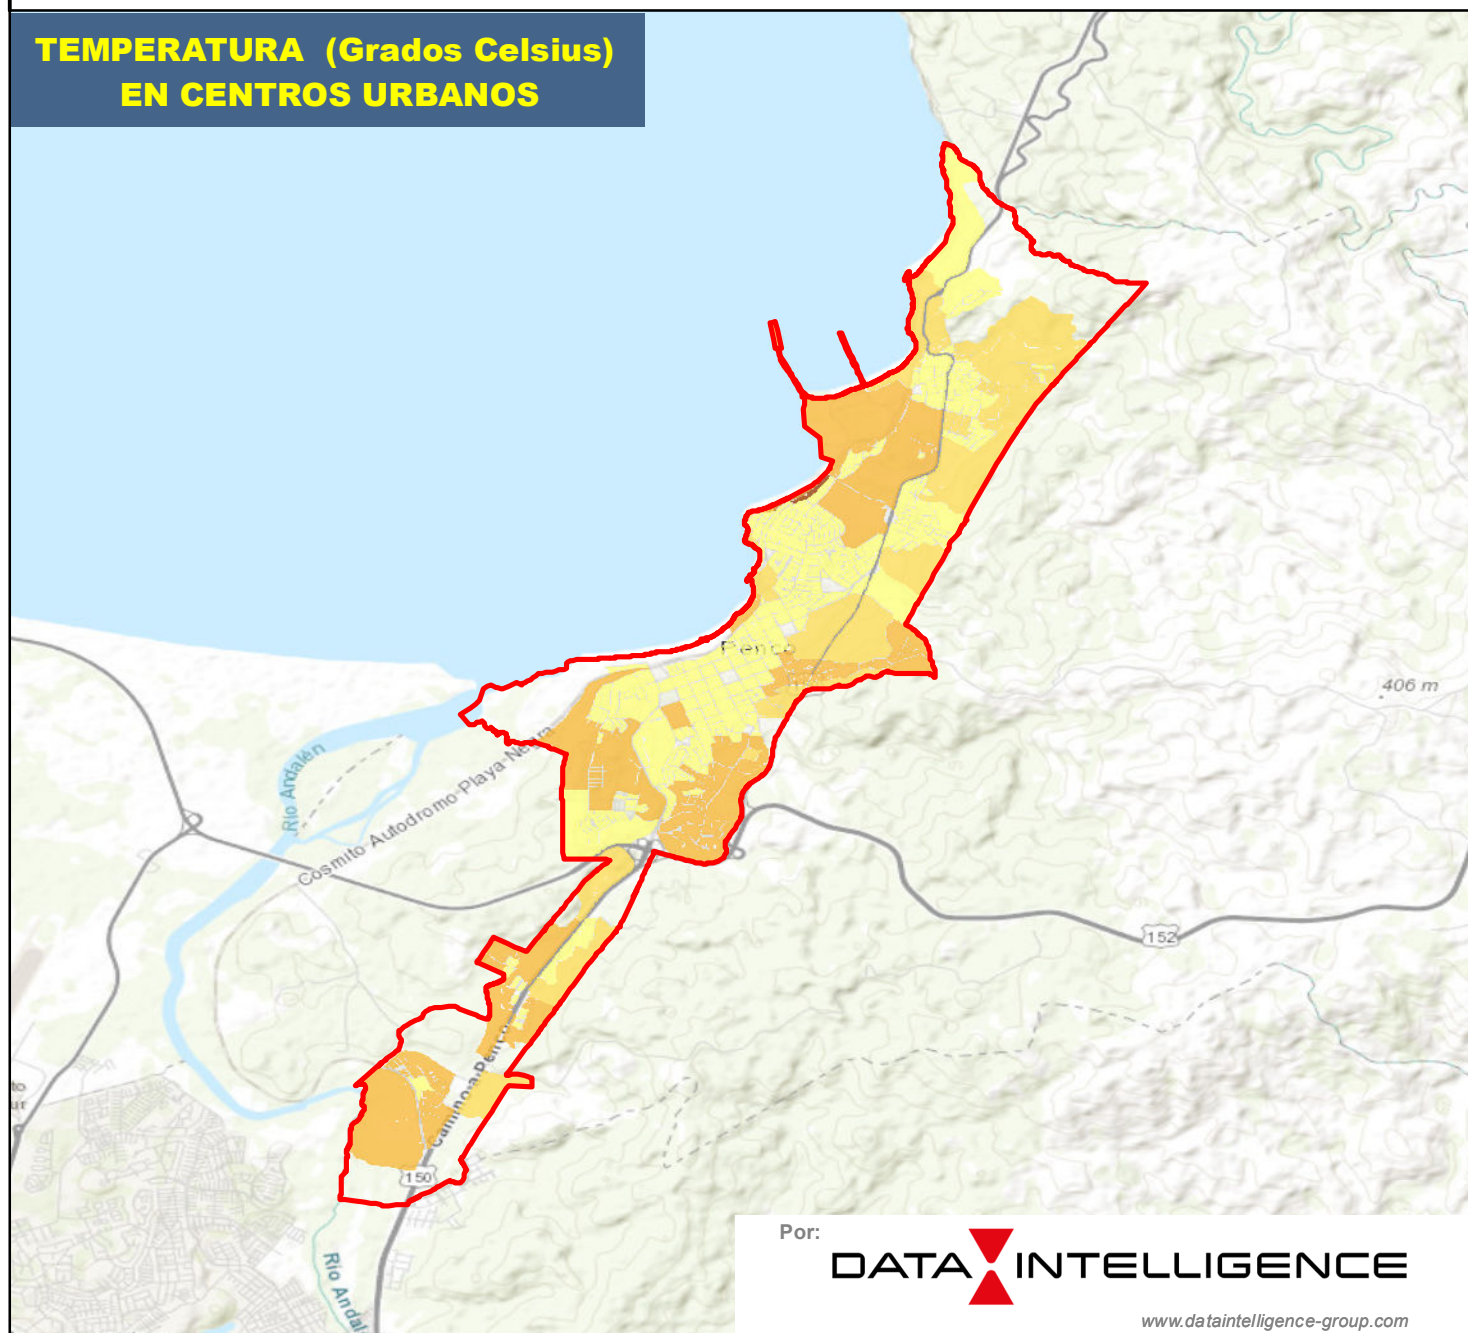 TEMPERATURA (Grados Celsius)
EN CENTROS URBANOS
Penco
406 m
Río Andalén
Cosmito Autodromo-Playa-Negra
152
Camino-a-Penco
150
Río Andal
Por:
DATA INTELLIGENCE
www.dataintelligence-group.com